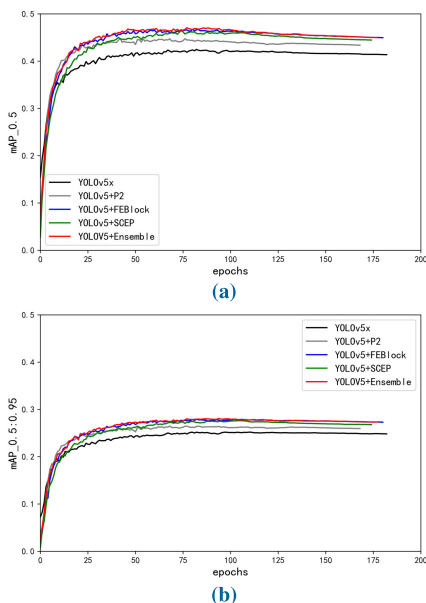 0.5
0.4
0.3
0.2
0.1
0.0
mAP_0.5
YOLOv5x
YOLOv5+P2
YOLOv5+FEBlock
YOLOv5+SCEP
YOLOV5+Ensemble
0 25 50 75 100 125 150 175 200
epochs
(a)
0.5
0.4
0.3
0.2
0.1
0.0
mAP_0.5:0.95
YOLOv5x
YOLOv5+P2
YOLOv5+FEBlock
YOLOv5+SCEP
YOLOV5+Ensemble
0 25 50 75 100 125 150 175 200
epochs
(b)